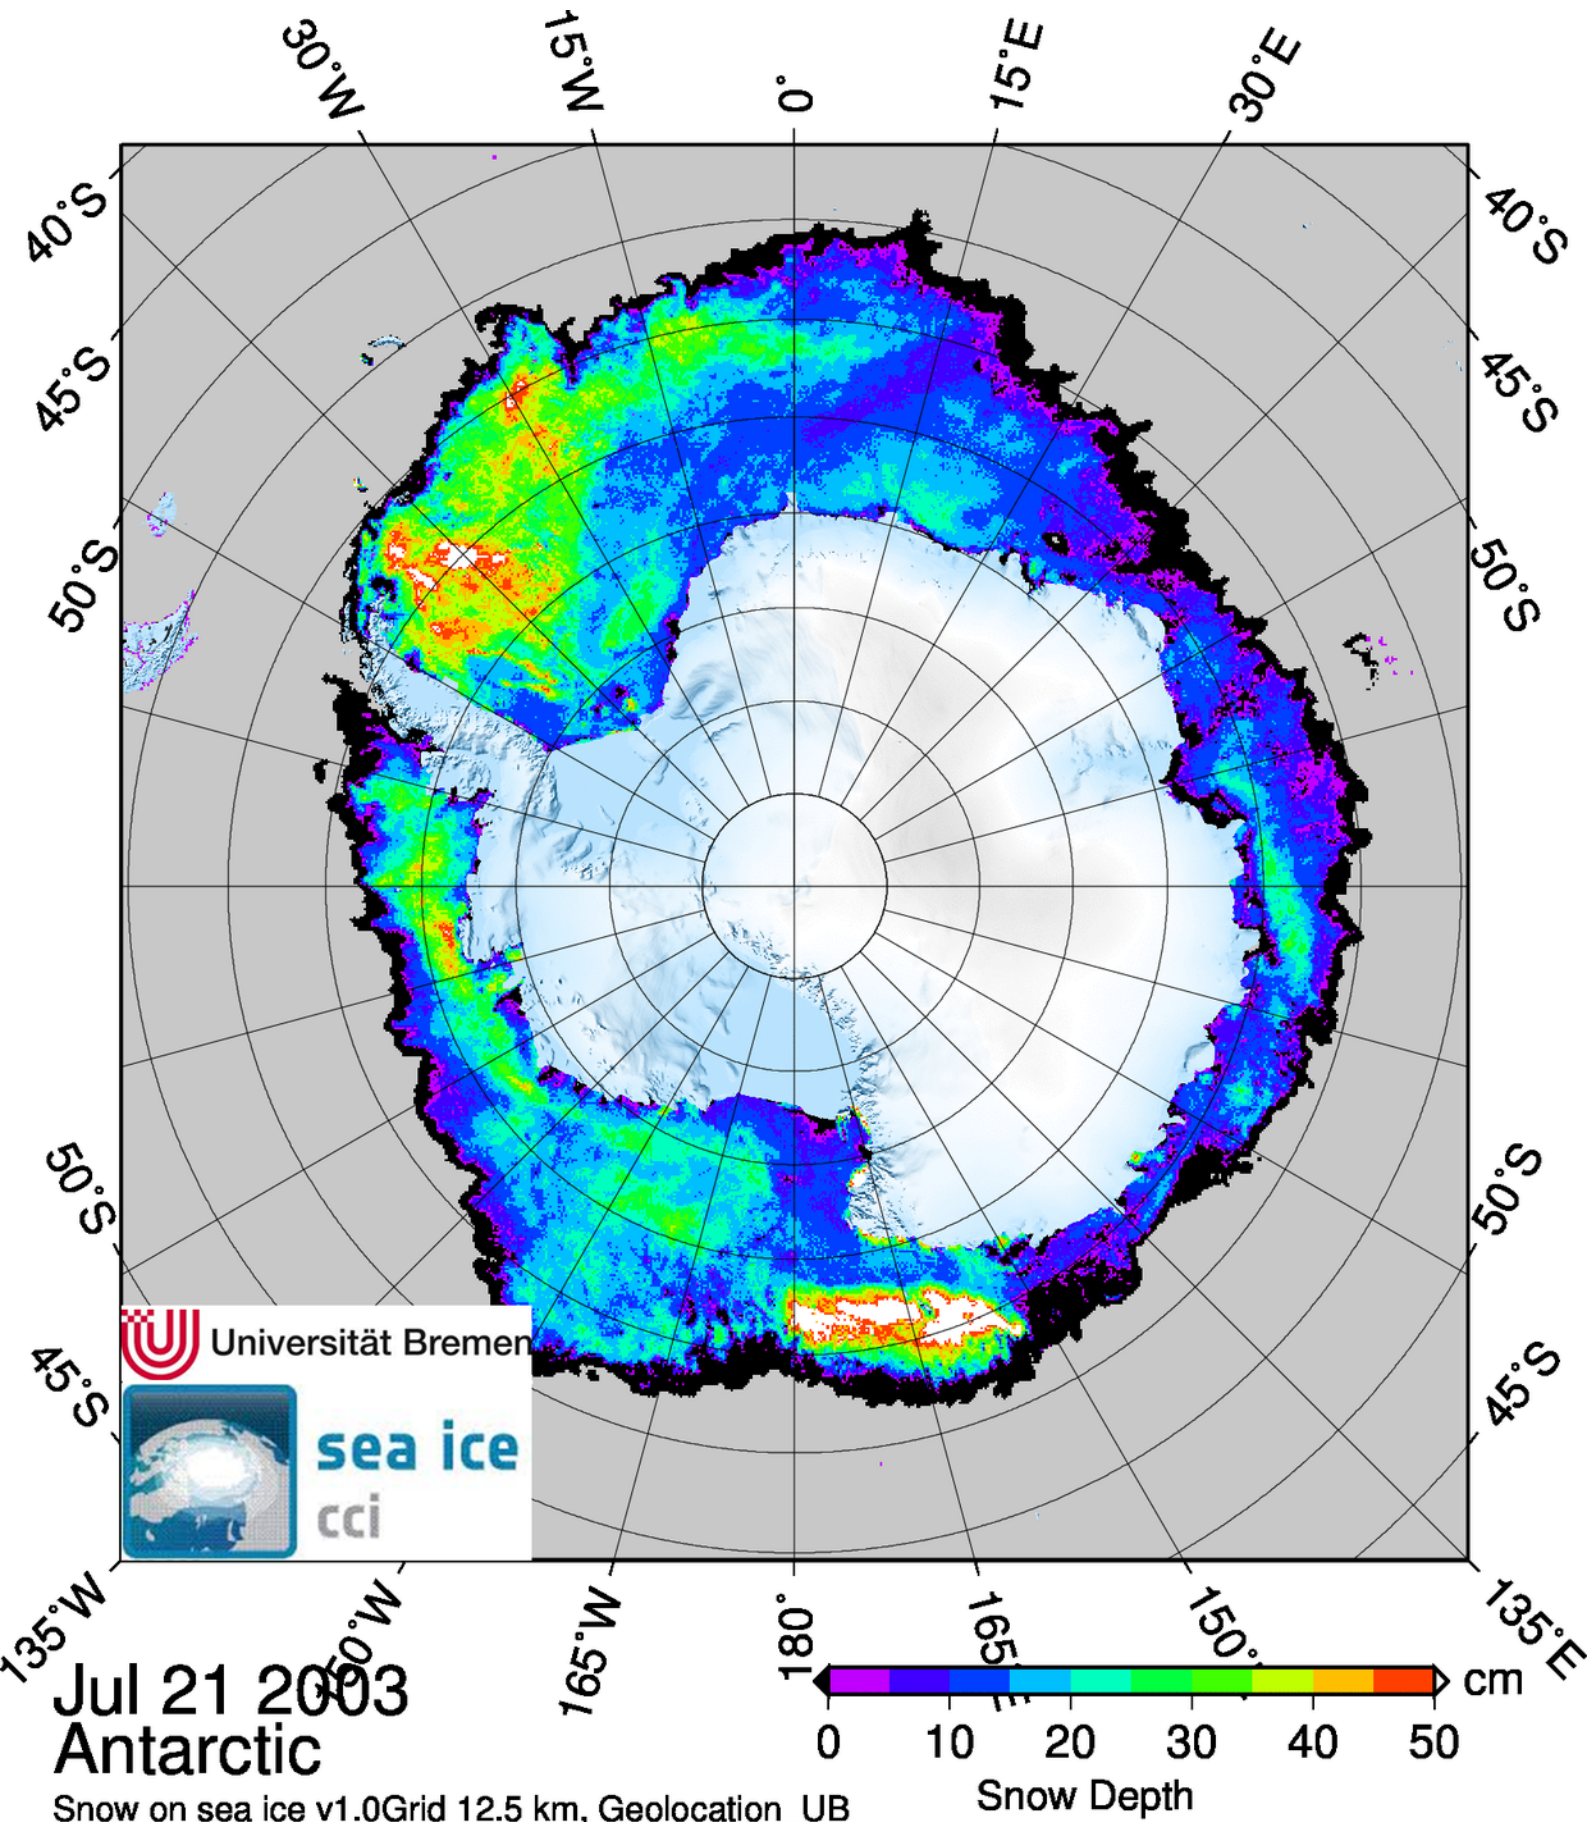 30°W 15°W 0° 15°E 30°E
40°S 40°S
45°S 45°S
50°S 50°S
50°S 50°S
45°S 45°S
Universität Bremen
sea ice
cci
135°W 150°W 165°W 180° 165°E 150° 135°E
Jul 21 2003
Antarctic
Snow on sea ice v1.0Grid 12.5 km, Geolocation UB
cm
0 10 20 30 40 50
Snow Depth